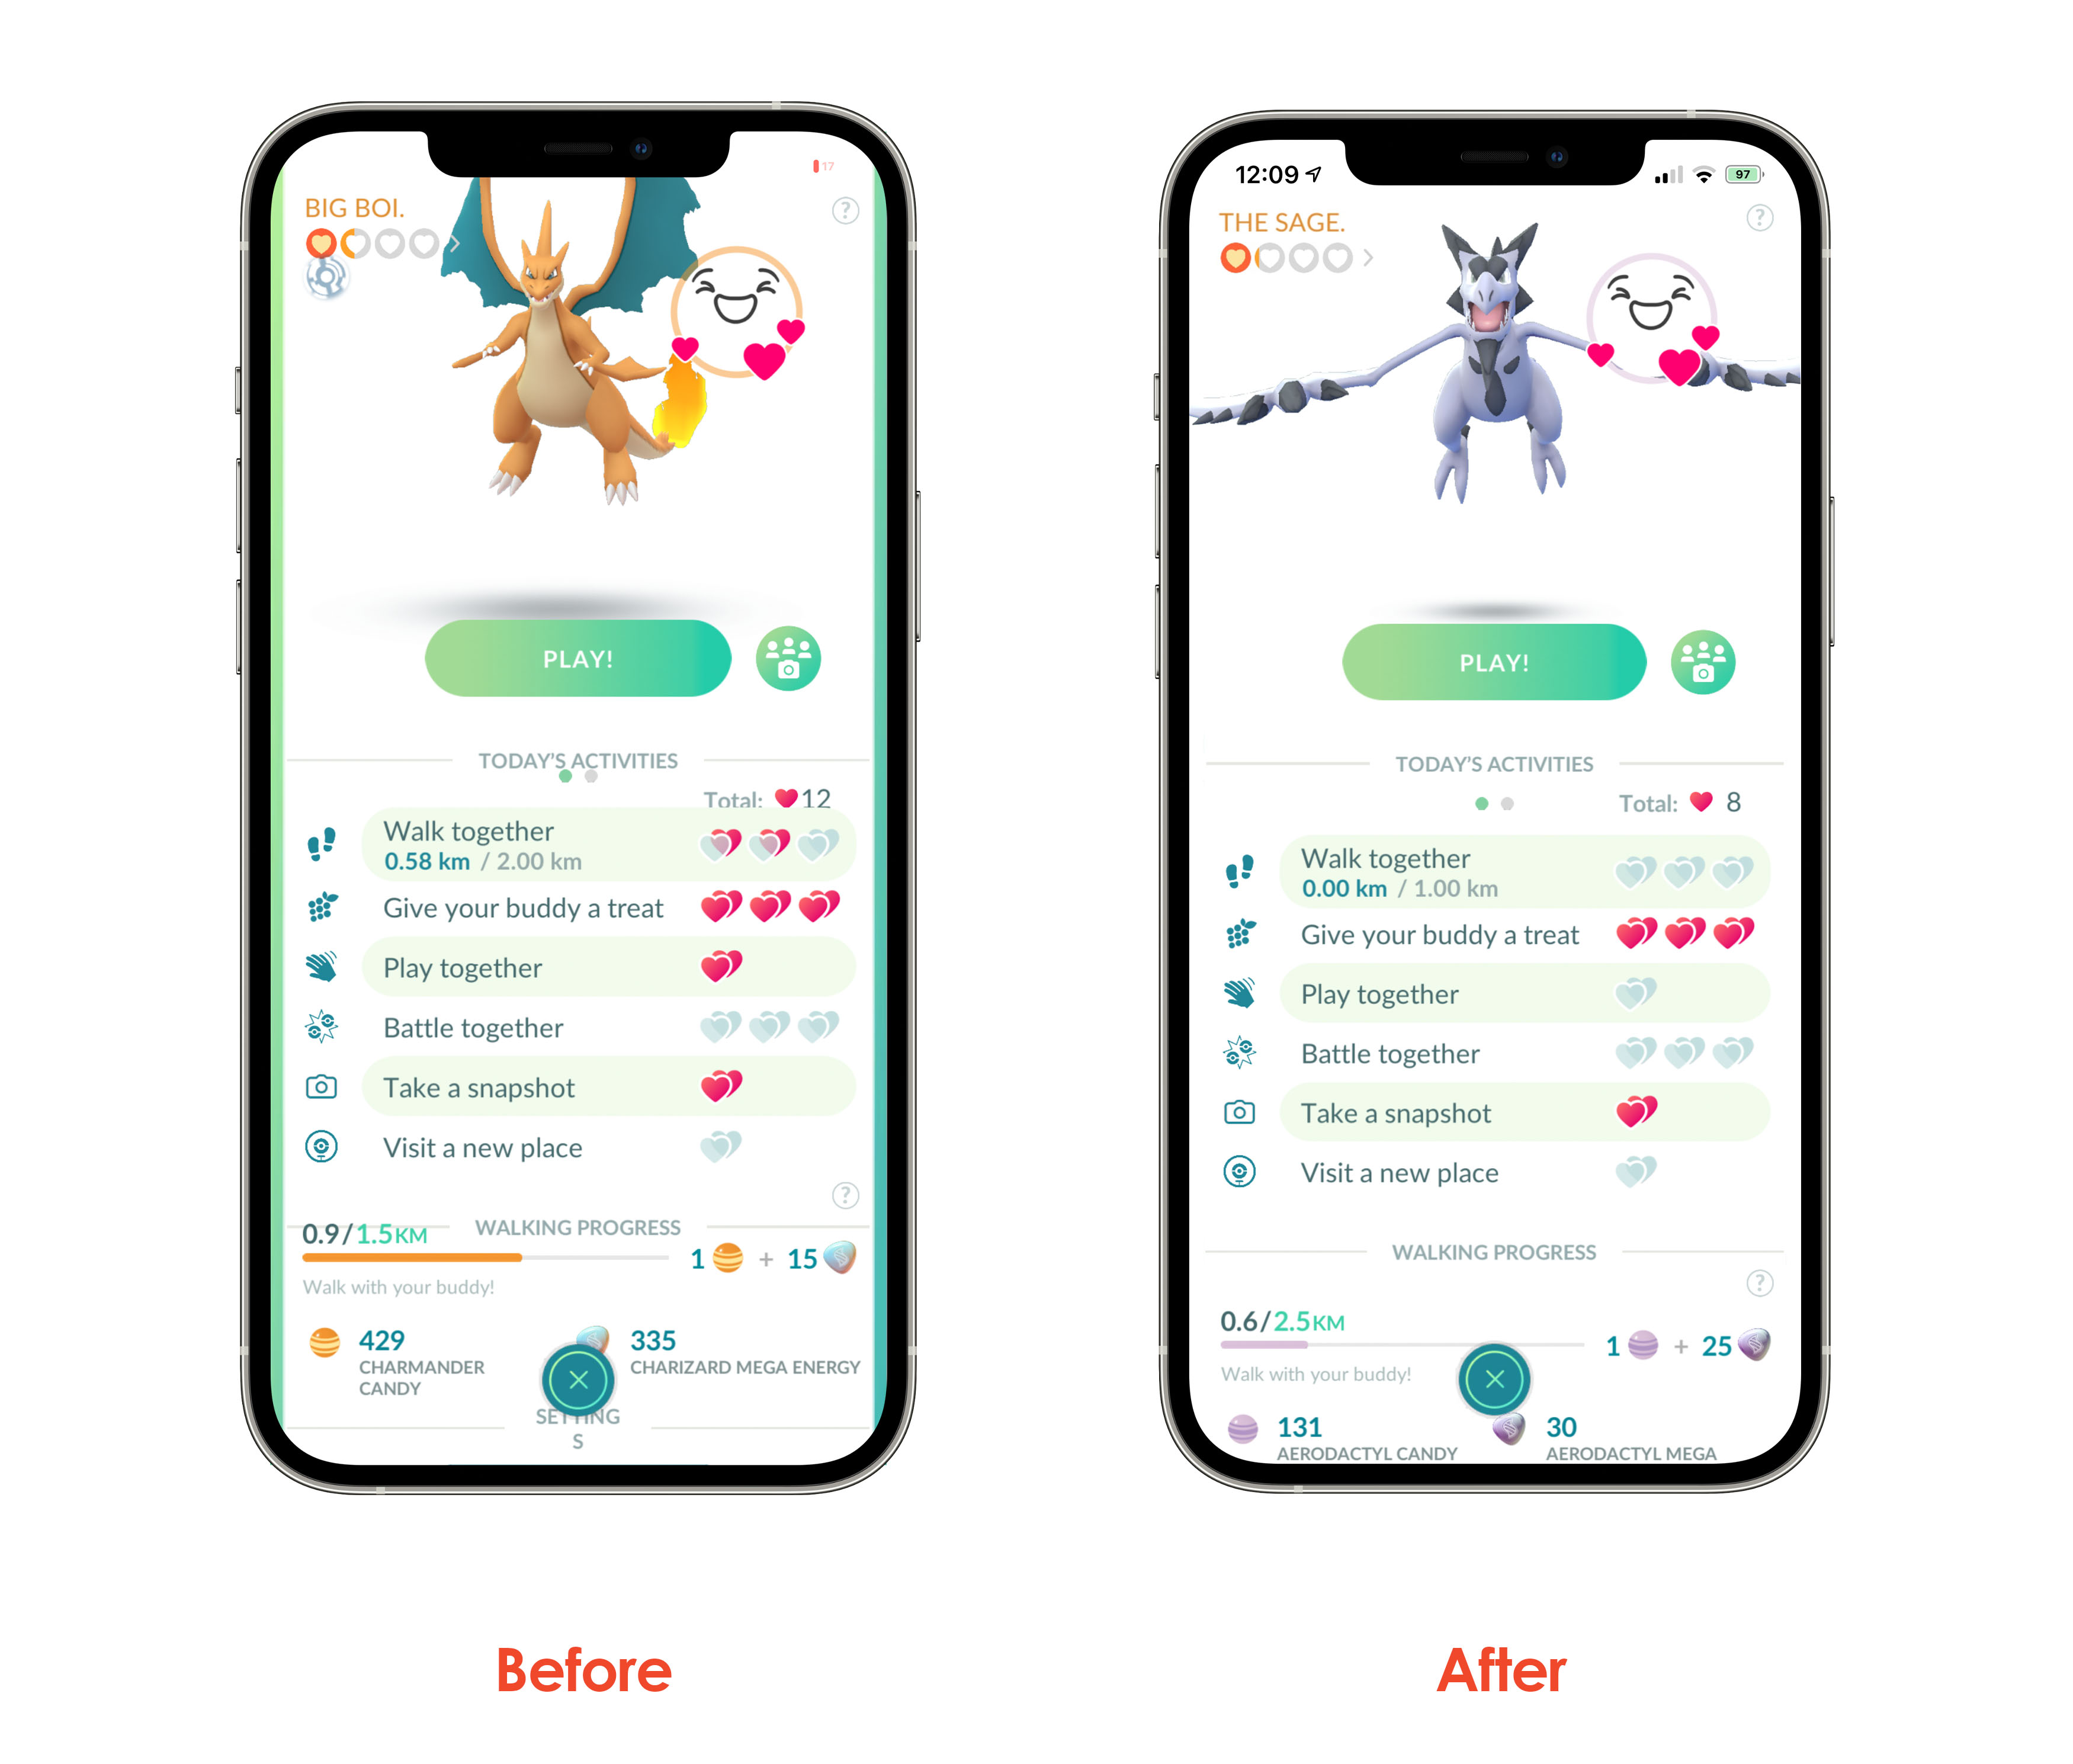 17
BIG BOI.
?
PLAY!
TODAY'S ACTIVITIES
Total: 12
Walk together
0.58 km / 2.00 km
Give your buddy a treat
Play together
Battle together
Take a snapshot
Visit a new place
?
WALKING PROGRESS
0.9/1.5KM
1 + 15
Walk with your buddy!
429
CHARMANDER
CANDY
335
CHARIZARD MEGA ENERGY
SETTING
S
Before
12:09
97
THE SAGE.
?
PLAY!
TODAY'S ACTIVITIES
Total: 8
Walk together
0.00 km / 1.00 km
Give your buddy a treat
Play together
Battle together
Take a snapshot
Visit a new place
WALKING PROGRESS
?
0.6/2.5KM
1 + 25
Walk with your buddy!
131
AERODACTYL CANDY
30
AERODACTYL MEGA
After